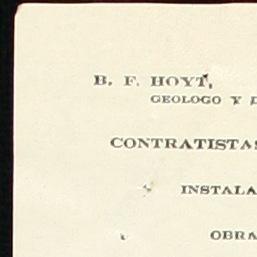 B. F. HOYT,
GEOLOGO Y
CONTRATISTAS
INSTALA
OBRA